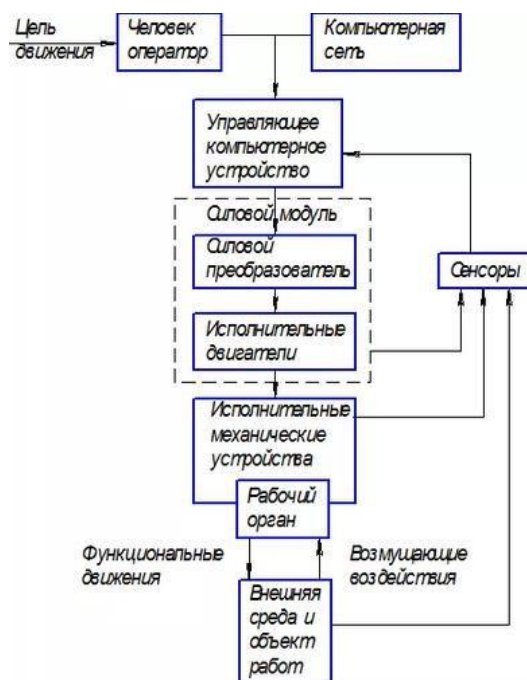 Цель
движения
Человек
оператор
Компьютерная
сеть
Управляющее
компьютерное
устройство
Силовой модуль
Силовой
преобразователь
Сенсоры
Исполнительные
двигатели
Исполнительные
механические
устройства
Рабочий
орган
Функциональные
движения
Возмущающие
воздействия
Внешняя
среда и
объект
работ